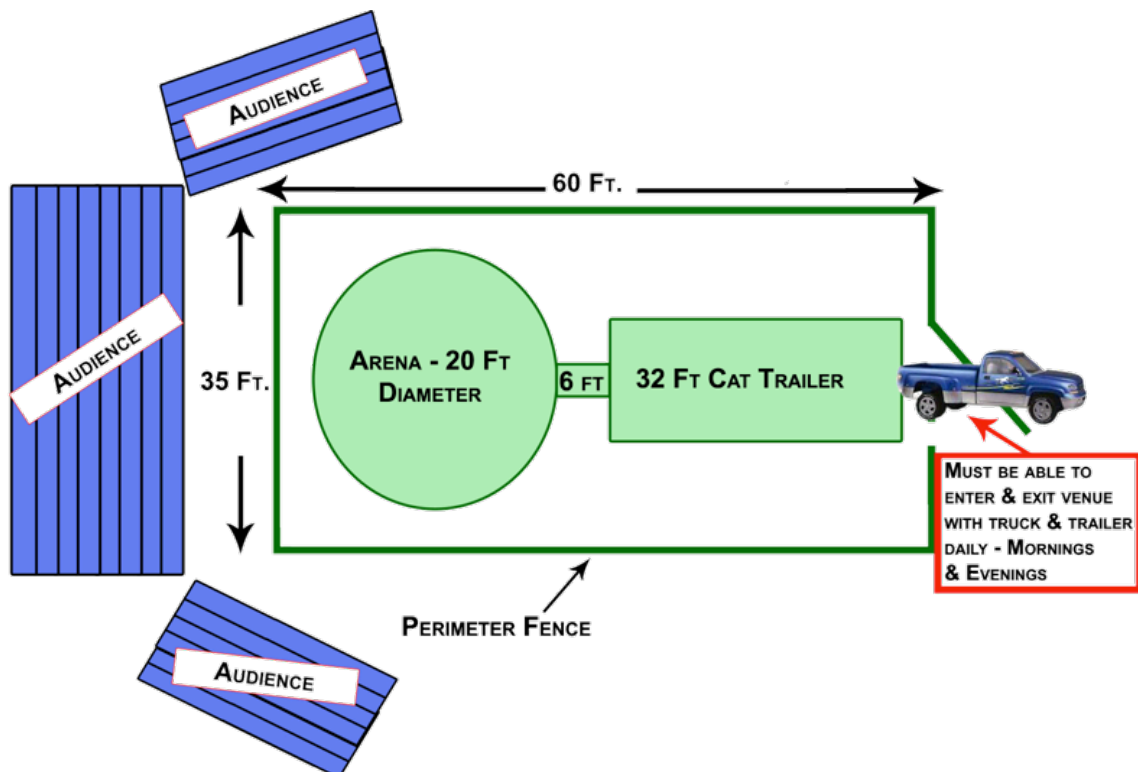 AUDIENCE
60 FT.
AUDIENCE
35 FT.
ARENA - 20 FT
DIAMETER
6 FT
32 FT CAT TRAILER
MUST BE ABLE TO
ENTER & EXIT VENUE
WITH TRUCK & TRAILER
DAILY - MORNINGS
& EVENINGS
PERIMETER FENCE
AUDIENCE